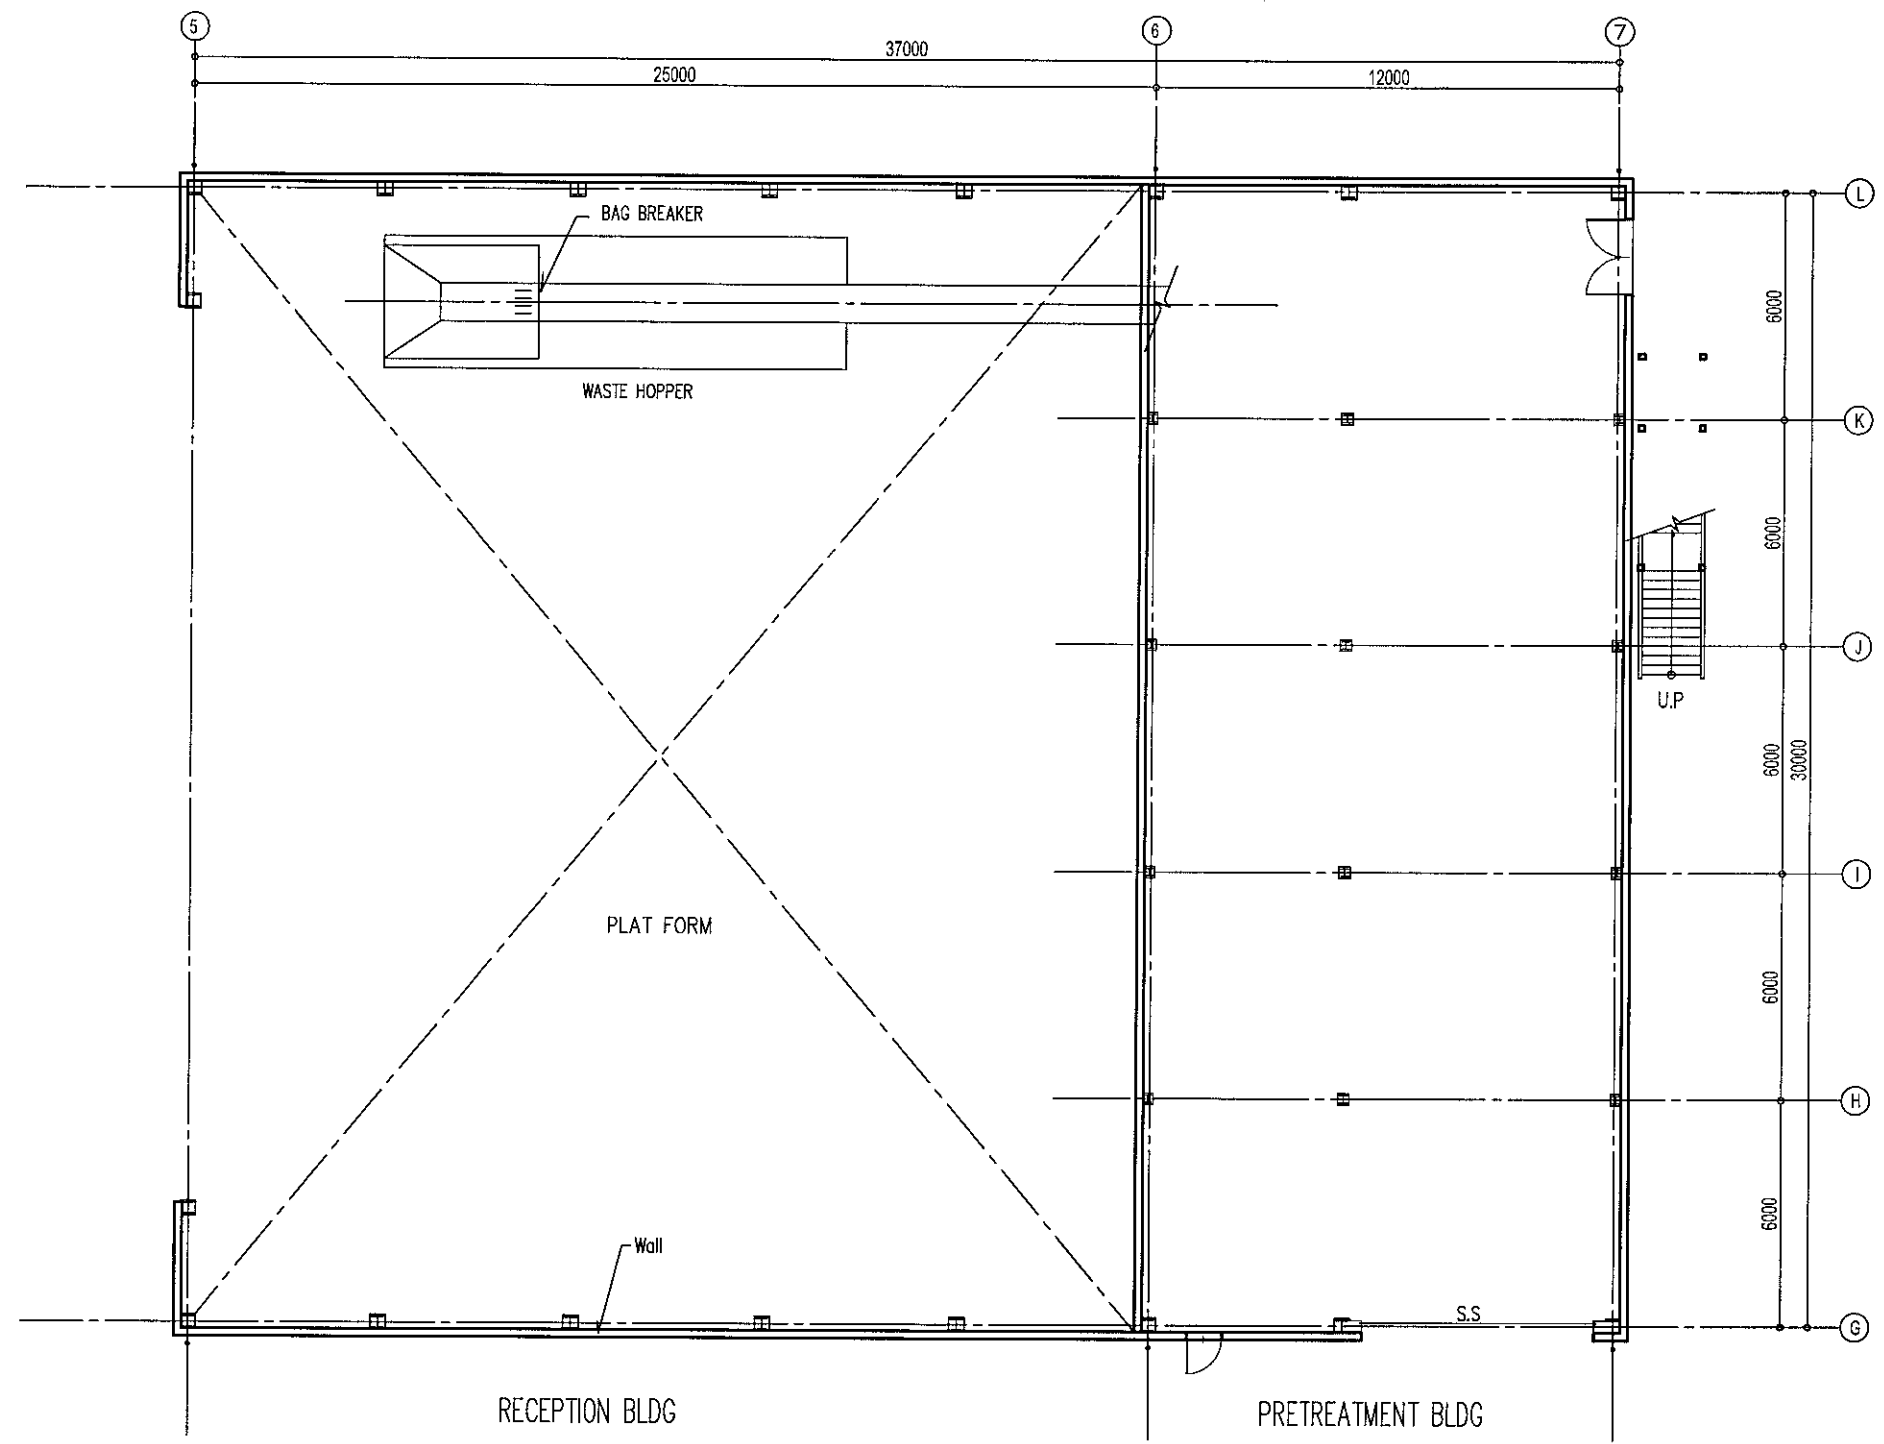 5
6
7
37000
25000
12000
L
BAG BREAKER
6000
WASTE HOPPER
K
6000
J
U.P
6000
30000
I
PLAT FORM
6000
H
6000
Wall
S.S
G
RECEPTION BLDG
PRETREATMENT BLDG